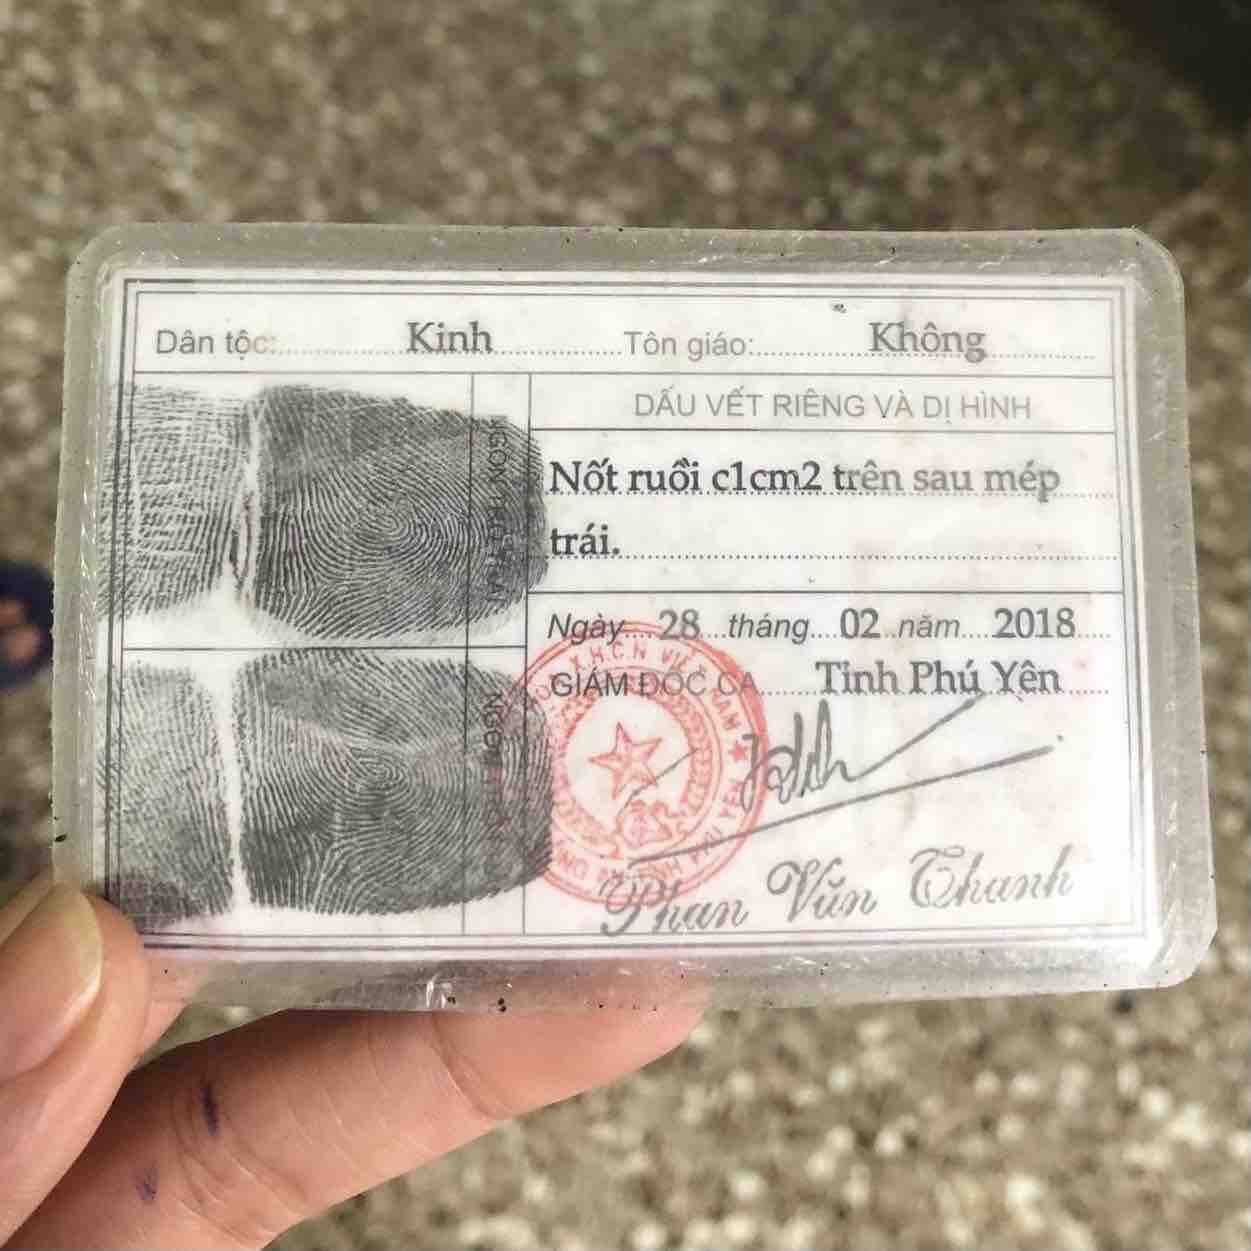 Dân tộc: Kinh Tôn giáo: Không
DẤU VẾT RIÊNG VÀ DỊ HÌNH
Nốt ruồi c1cm2 trên sau mép
trái.
Ngày 28 tháng 02 năm 2018
GIÁM ĐỐC CA Tỉnh Phú Yên
Phan Văn Thanh